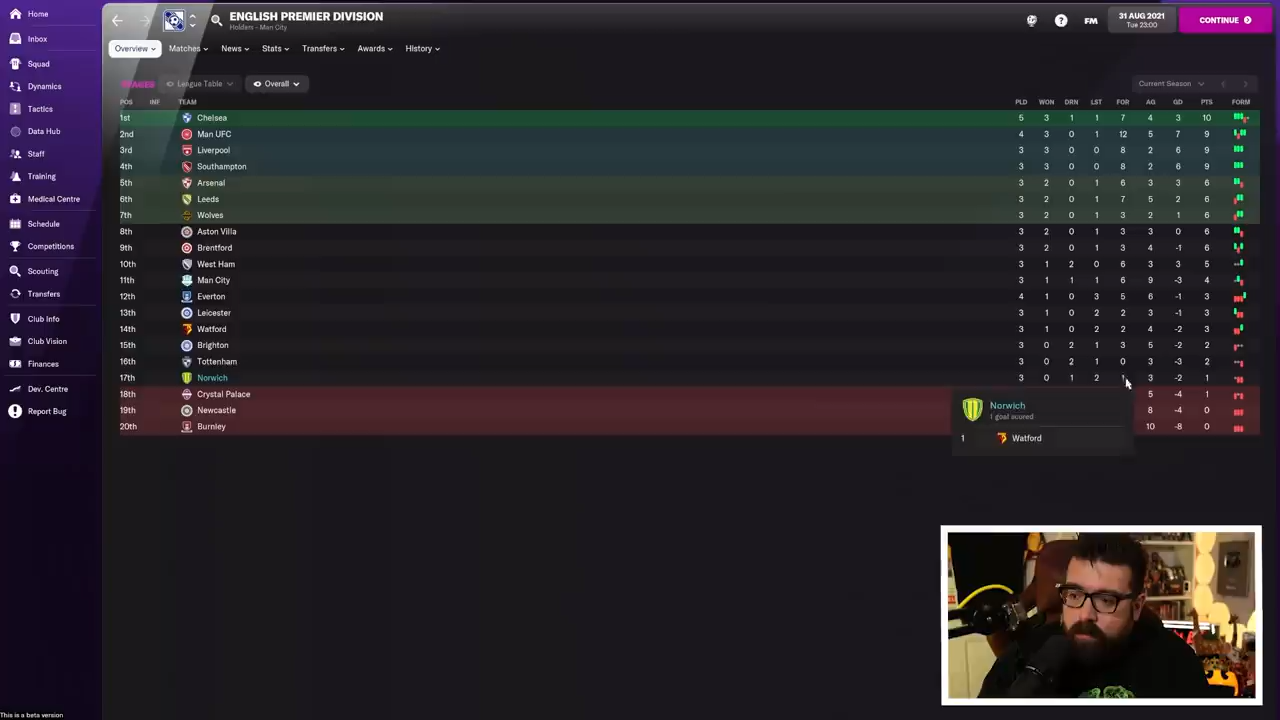 Home
Inbox
Squad
Dynamics
Tactics
Data Hub
Staff
Training
Medical Centre
Schedule
Competitions
Scouting
Transfers
Club Info
Club Vision
Finances
Dev. Centre
Report Bug
This is a beta version
ENGLISH PREMIER DIVISION
Holders - Man City
FM
31 AUG 2021
Tue 23:00
CONTINUE
Overview Matches News Stats Transfers Awards History
STAGES League Table Overall Current Season
POS INF TEAM PLD WON DRN LST FOR AG GD PTS FORM
1st Chelsea 5 3 1 1 7 4 3 10
2nd Man UFC 4 3 0 1 12 5 7 9
3rd Liverpool 3 3 0 0 8 2 6 9
4th Southampton 3 3 0 0 8 2 6 9
5th Arsenal 3 2 0 1 6 3 3 6
6th Leeds 3 2 0 1 7 5 2 6
7th Wolves 3 2 0 1 3 2 1 6
8th Aston Villa 3 2 0 1 3 3 0 6
9th Brentford 3 2 0 1 3 4 -1 6
10th West Ham 3 1 2 0 6 3 3 5
11th Man City 3 1 1 1 6 9 -3 4
12th Everton 4 1 0 3 5 6 -1 3
13th Leicester 3 1 0 2 2 3 -1 3
14th Watford 3 1 0 2 2 4 -2 3
15th Brighton 3 0 2 1 3 5 -2 2
16th Tottenham 3 0 2 1 0 3 -3 2
17th Norwich 3 0 1 2 1 3 -2 1
18th Crystal Palace 5 -4 1
19th Newcastle 8 -4 0
20th Burnley 10 -8 0
Norwich
1 goal scored
1 Watford